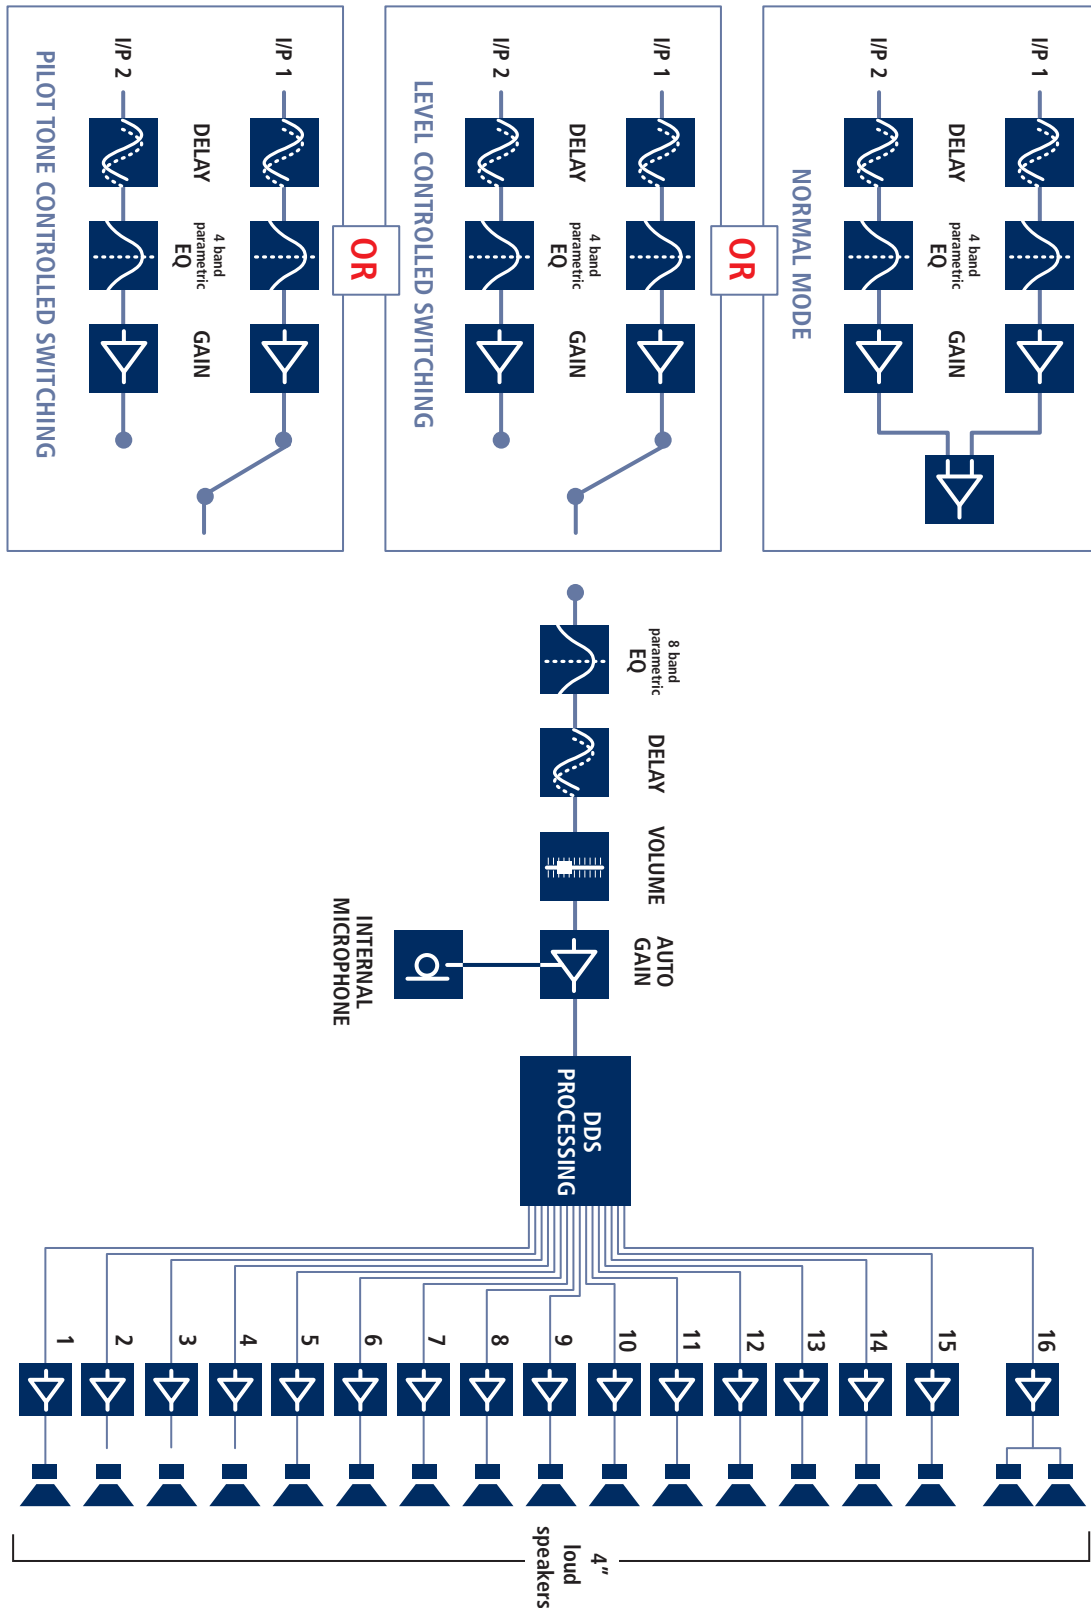 I/P 1
DELAY
4 band
parametric
EQ
GAIN
I/P 2
NORMAL MODE
OR
I/P 1
DELAY
4 band
parametric
EQ
GAIN
I/P 2
LEVEL CONTROLLED SWITCHING
OR
I/P 1
DELAY
4 band
parametric
EQ
GAIN
I/P 2
PILOT TONE CONTROLLED SWITCHING
8 band
parametric
EQ
DELAY
VOLUME
AUTO
GAIN
INTERNAL
MICROPHONE
DDS
PROCESSING
16
15
14
13
12
11
10
9
8
7
6
5
4
3
2
1
4"
loud
speakers